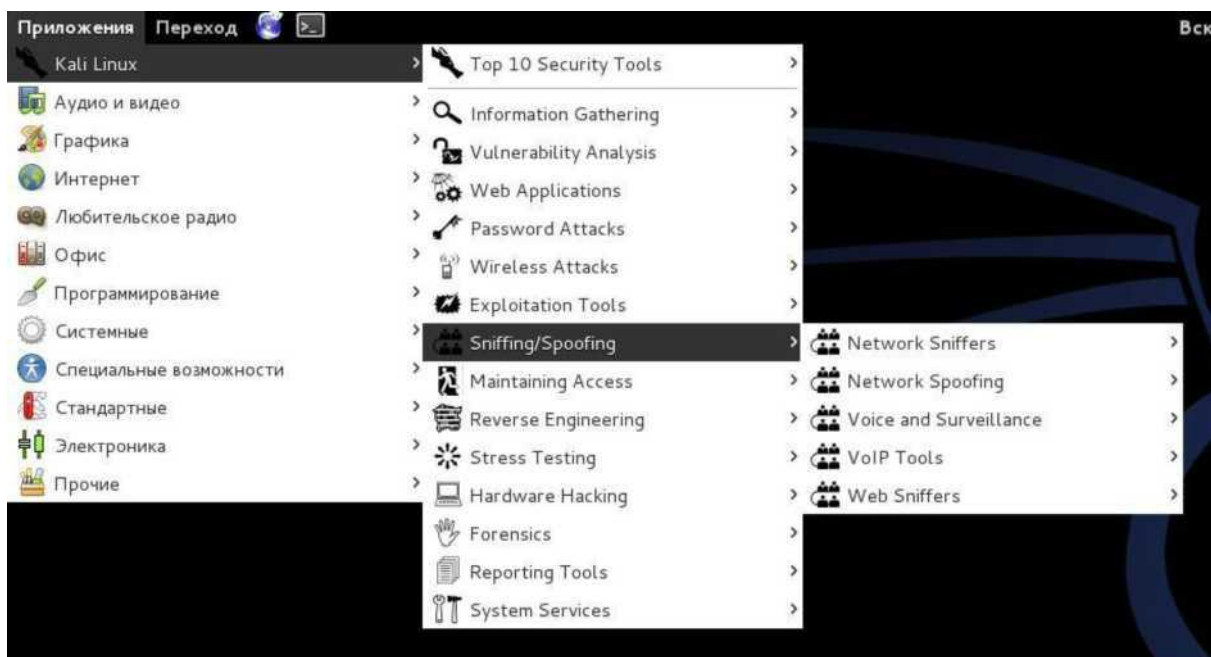 Приложения Переход Вск
Kali Linux
Аудио и видео
Графика
Интернет
Любительское радио
Офис
Программирование
Системные
Специальные возможности
Стандартные
Электроника
Прочие
Top 10 Security Tools
Information Gathering
Vulnerability Analysis
Web Applications
Password Attacks
Wireless Attacks
Exploitation Tools
Sniffing/Spoofing
Maintaining Access
Reverse Engineering
Stress Testing
Hardware Hacking
Forensics
Reporting Tools
System Services
Network Sniffers
Network Spoofing
Voice and Surveillance
VoIP Tools
Web Sniffers